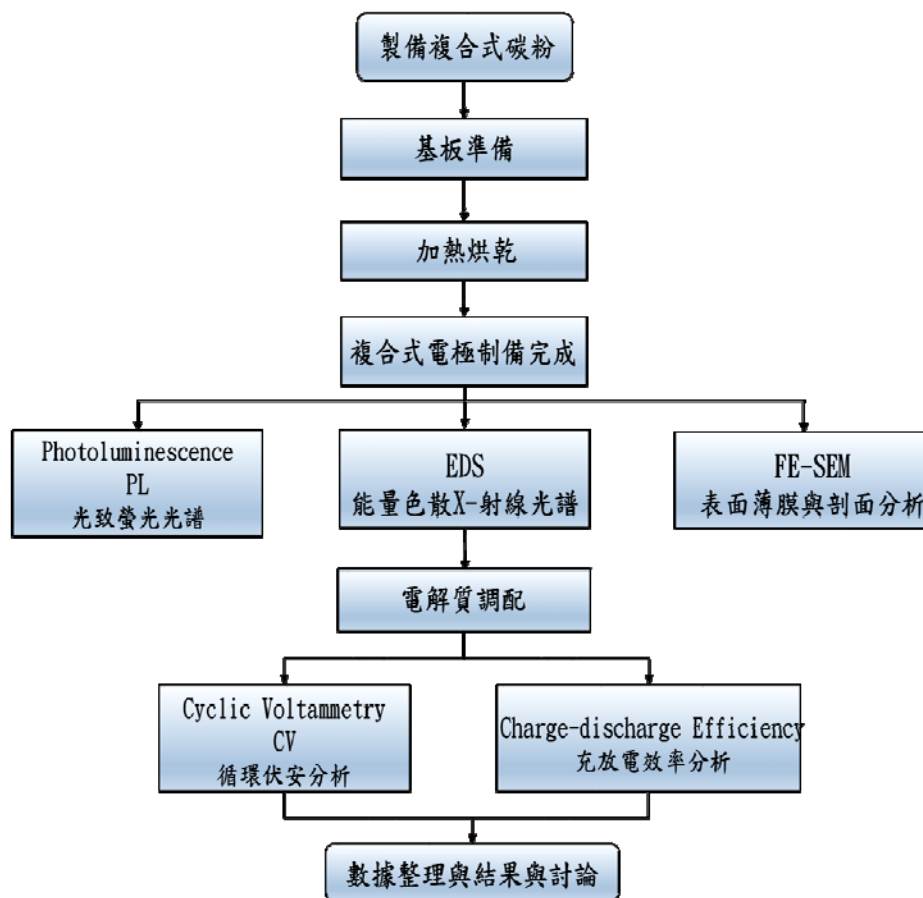 製備複合式碳粉
基板準備
加熱烘乾
複合式電極制備完成
Photoluminescence
PL
光致螢光光譜
EDS
能量色散X-射線光譜
FE-SEM
表面薄膜與剖面分析
電解質調配
Cyclic Voltammetry
CV
循環伏安分析
Charge-discharge Efficiency
充放電效率分析
數據整理與結果與討論